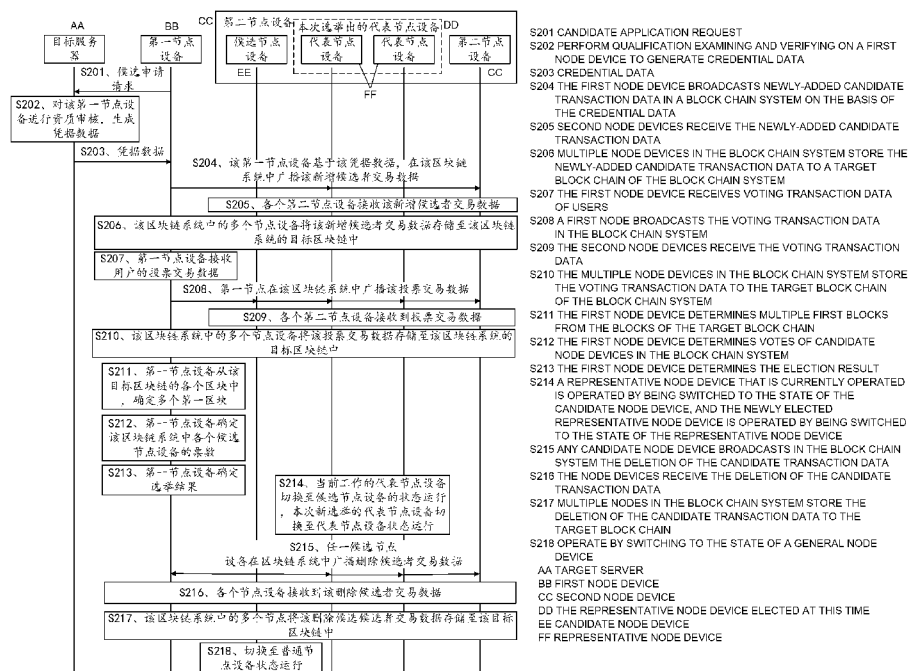 AA
BB
CC
第二节点设备
本次选举出的代表节点设备
DD
目标服务
器
第一节点
设备
候选节点
设备
代表节点
设备
代表节点
设备
第二节点
设备
EE
FF
CC
S201、候选申请
请求
S202、对该第一节点设
备进行资质审核，生成
凭据数据
S203、凭据数据
S204、该第一节点设备基于该凭据数据，在该区块链
系统中广播该新增候选者交易数据
S205、各个第二节点设备接收该新增候选者交易数据
S206、该区块链系统中的多个节点设备将该新增候选者交易数据存储至该区块链
系统的目标区块链中
S207、第一节点设备接收
用户的投票交易数据
S208、第一节点在该区块链系统中广播该投票交易数据
S209、各个第二节点设备接收到投票交易数据
S210、该区块链系统中的多个节点设备将该投票交易数据存储至该区块链系统的
目标区块链中
S211、第一节点设备从该
目标区块链的各个区块中
，确定多个第一区块
S212、第一节点设备确定
该区块链系统中各个候选
节点设备的票数
S213、第一节点设备确定
选举结果
S214、当前工作的代表节点设备
切换至候选节点设备的状态运行
，本次新选举的代表节点设备切
换至代表节点设备状态运行
S215、任一候选节点
设备在区块链系统中广播删除候选者交易数据
S216、各个节点设备接收到该删除候选者交易数据
S217、该区块链系统中的多个节点将该删除候选候选者交易数据存储至该目标
区块链中
S218、切换至普通节
点设备状态运行
S201 CANDIDATE APPLICATION REQUEST
S202 PERFORM QUALIFICATION EXAMINING AND VERIFYING ON A FIRST
NODE DEVICE TO GENERATE CREDENTIAL DATA
S203 CREDENTIAL DATA
S204 THE FIRST NODE DEVICE BROADCASTS NEWLY-ADDED CANDIDATE
TRANSACTION DATA IN A BLOCK CHAIN SYSTEM ON THE BASIS OF
THE CREDENTIAL DATA
S205 SECOND NODE DEVICES RECEIVE THE NEWLY-ADDED CANDIDATE
TRANSACTION DATA
S206 MULTIPLE NODE DEVICES IN THE BLOCK CHAIN SYSTEM STORE THE
NEWLY-ADDED CANDIDATE TRANSACTION DATA TO A TARGET
BLOCK CHAIN OF THE BLOCK CHAIN SYSTEM
S207 THE FIRST NODE DEVICE RECEIVES VOTING TRANSACTION DATA
OF USERS
S208 A FIRST NODE BROADCASTS THE VOTING TRANSACTION DATA
IN THE BLOCK CHAIN SYSTEM
S209 THE SECOND NODE DEVICES RECEIVE THE VOTING TRANSACTION
DATA
S210 THE MULTIPLE NODE DEVICES IN THE BLOCK CHAIN SYSTEM STORE
THE VOTING TRANSACTION DATA TO THE TARGET BLOCK CHAIN
OF THE BLOCK CHAIN SYSTEM
S211 THE FIRST NODE DEVICE DETERMINES MULTIPLE FIRST BLOCKS
FROM THE BLOCKS OF THE TARGET BLOCK CHAIN
S212 THE FIRST NODE DEVICE DETERMINES VOTES OF CANDIDATE
NODE DEVICES IN THE BLOCK CHAIN SYSTEM
S213 THE FIRST NODE DEVICE DETERMINES THE ELECTION RESULT
S214 A REPRESENTATIVE NODE DEVICE THAT IS CURRENTLY OPERATED
IS OPERATED BY BEING SWITCHED TO THE STATE OF THE
CANDIDATE NODE DEVICE, AND THE NEWLY ELECTED
REPRESENTATIVE NODE DEVICE IS OPERATED BY BEING SWITCHED
TO THE STATE OF THE REPRESENTATIVE NODE DEVICE
S215 ANY CANDIDATE NODE DEVICE BROADCASTS IN THE BLOCK CHAIN
SYSTEM THE DELETION OF THE CANDIDATE TRANSACTION DATA
S216 THE NODE DEVICES RECEIVE THE DELETION OF THE CANDIDATE
TRANSACTION DATA
S217 MULTIPLE NODES IN THE BLOCK CHAIN SYSTEM STORE THE
DELETION OF THE CANDIDATE TRANSACTION DATA TO THE
TARGET BLOCK CHAIN
S218 OPERATE BY SWITCHING TO THE STATE OF A GENERAL NODE
DEVICE
AA TARGET SERVER
BB FIRST NODE DEVICE
CC SECOND NODE DEVICE
DD THE REPRESENTATIVE NODE DEVICE ELECTED AT THIS TIME
EE CANDIDATE NODE DEVICE
FF REPRESENTATIVE NODE DEVICE